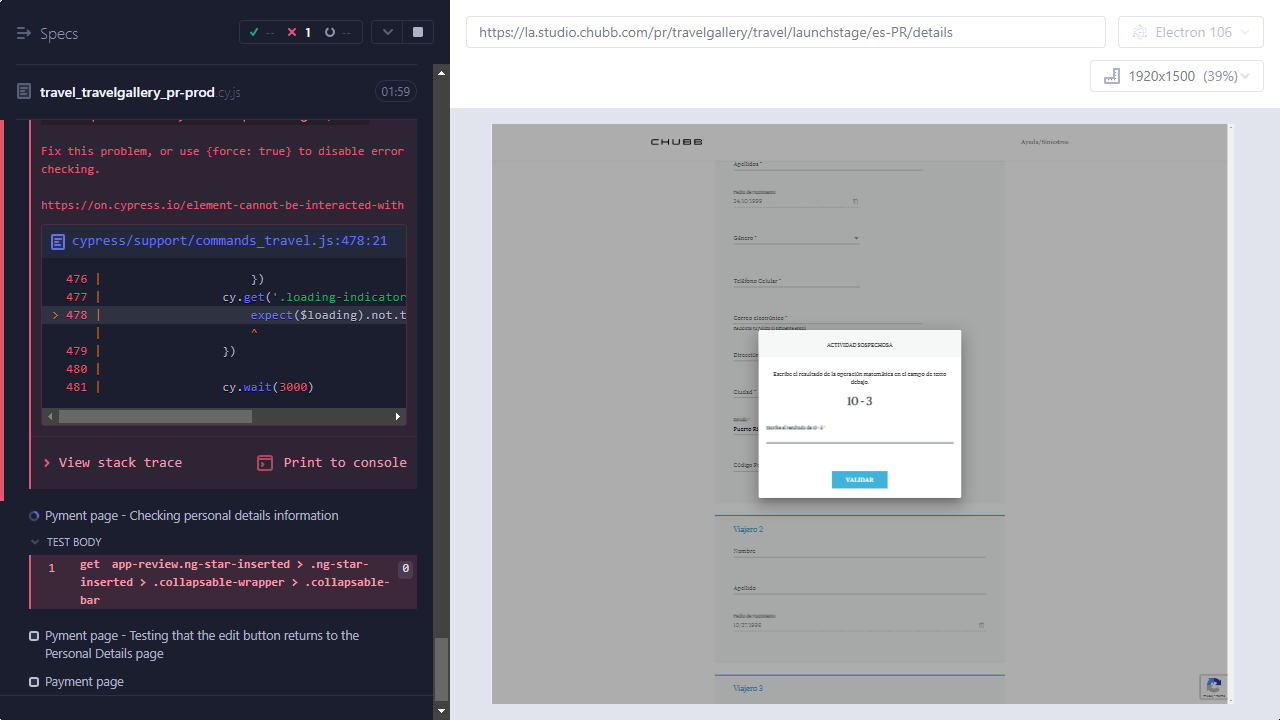 Specs
-- 1 --
https://la.studio.chubb.com/pr/travelgallery/travel/launchstage/es-PR/details
Electron 106
1920x1500 (39%)
travel_travelgallery_pr-prod.cy.js
01:59
Fix this problem, or use {force: true} to disable error
checking.
https://on.cypress.io/element-cannot-be-interacted-with
cypress/support/commands_travel.js:478:21
476 | })
477 | cy.get('.loading-indicator
> 478 | expect($loading).not.t
| ^
479 | })
480 |
481 | cy.wait(3000)
View stack trace
Print to console
Pyment page - Checking personal details information
TEST BODY
1 get app-review.ng-star-inserted > .ng-star-
inserted > .collapsable-wrapper > .collapsable-
bar
0
Pyment page - Testing that the edit button returns to the
Personal Details page
Payment page
CHUBB
Ayuda/Siniestros
Apellidos *
Fecha de Nacimiento
24/10/1999
Género *
Teléfono Celular *
Correo electrónico *
Dirección
Ciudad *
Puerto Ri
Código Po
ACTIVIDAD SOSPECHOSA
Escribe el resultado de la operación matemática en el campo de texto
debajo.
10 - 3
Escribe el resultado de 10 - 3 *
VALIDAR
Viajero 2
Nombre
Apellido
Fecha de Nacimiento
10/27/1998
Viajero 3